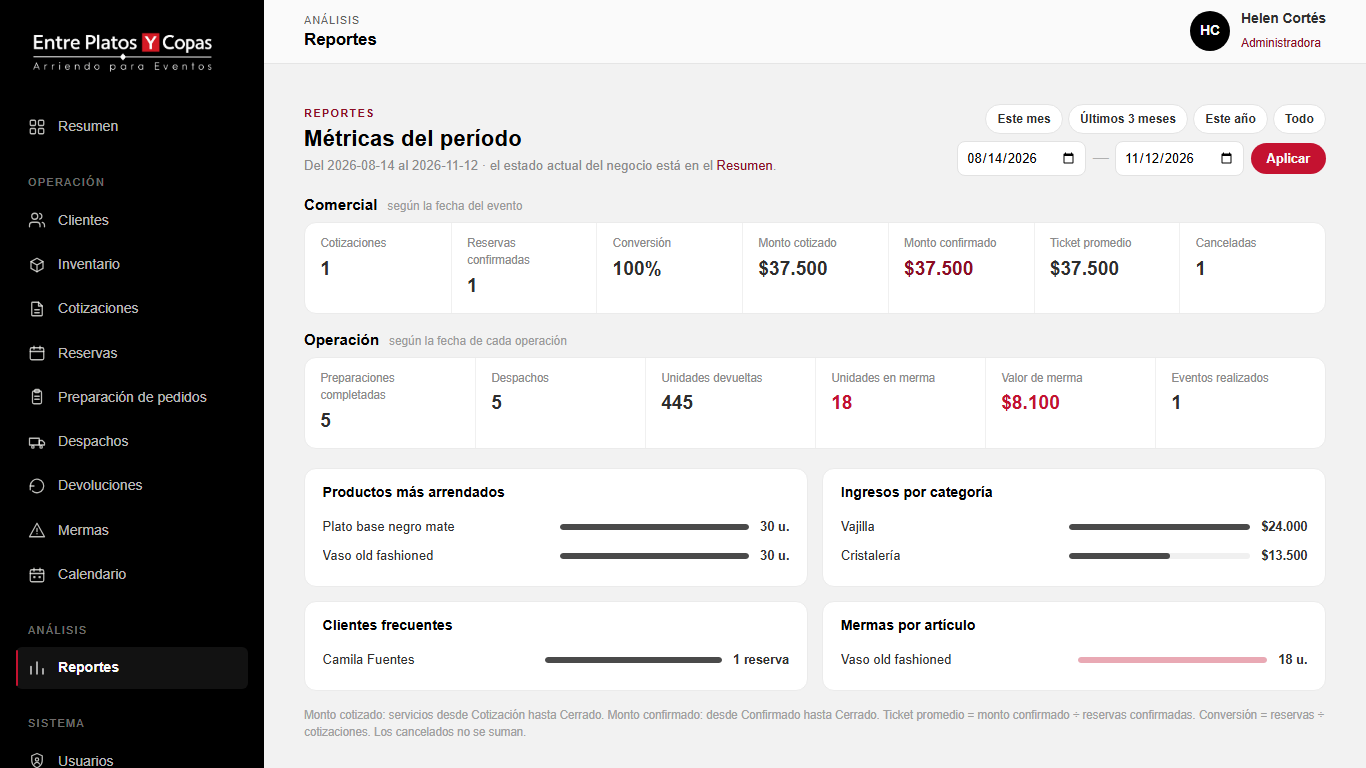 Entre Platos Y Copas
Arriendo para Eventos
Resumen
OPERACIÓN
Clientes
Inventario
Cotizaciones
Reservas
Preparación de pedidos
Despachos
Devoluciones
Mermas
Calendario
ANÁLISIS
Reportes
SISTEMA
Usuarios
ANÁLISIS
Reportes
HC
Helen Cortés
Administradora
REPORTES
Métricas del período
Del 2026-08-14 al 2026-11-12 · el estado actual del negocio está en el Resumen.
Este mes
Últimos 3 meses
Este año
Todo
08/14/2026 — 11/12/2026
Aplicar
Comercial según la fecha del evento
Cotizaciones
1
Reservas
confirmadas
1
Conversión
100%
Monto cotizado
$37.500
Monto confirmado
$37.500
Ticket promedio
$37.500
Canceladas
1
Operación según la fecha de cada operación
Preparaciones
completadas
5
Despachos
5
Unidades devueltas
445
Unidades en merma
18
Valor de merma
$8.100
Eventos realizados
1
Productos más arrendados
Plato base negro mate 30 u.
Vaso old fashioned 30 u.
Ingresos por categoría
Vajilla $24.000
Cristalería $13.500
Clientes frecuentes
Camila Fuentes 1 reserva
Mermas por artículo
Vaso old fashioned 18 u.
Monto cotizado: servicios desde Cotización hasta Cerrado. Monto confirmado: desde Confirmado hasta Cerrado. Ticket promedio = monto confirmado ÷ reservas confirmadas. Conversión = reservas ÷
cotizaciones. Los cancelados no se suman.